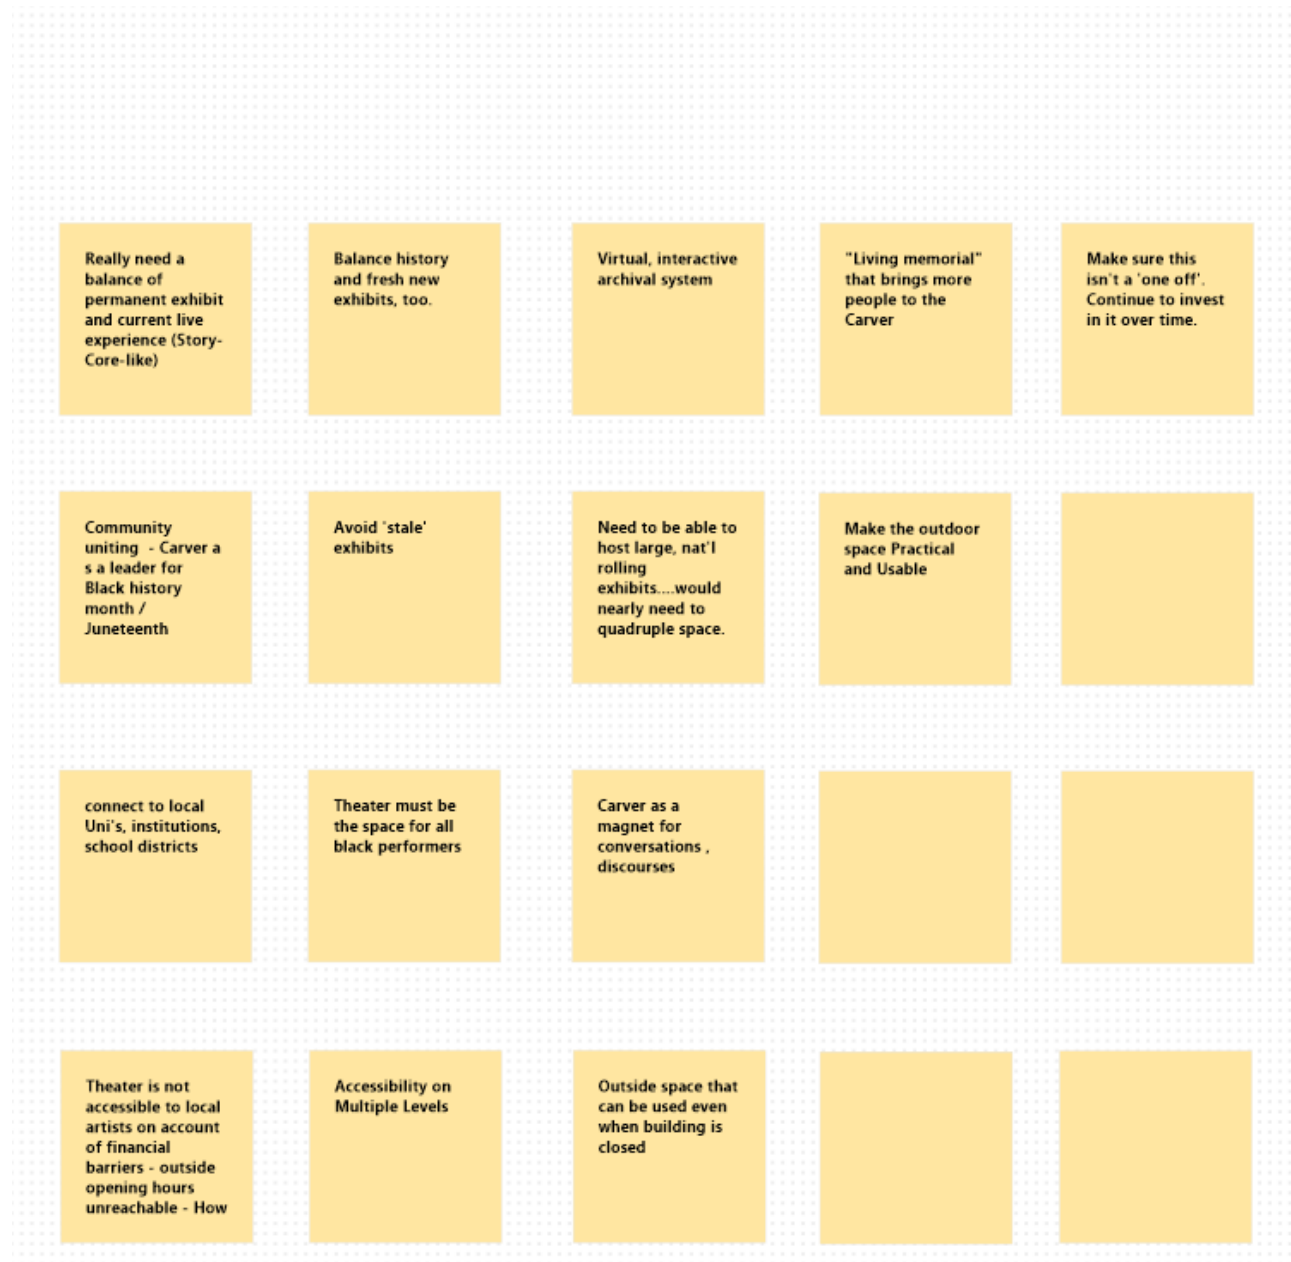 Really need a
balance of
permanent exhibit
and current live
experience (Story-
Core-like)
Balance history
and fresh new
exhibits, too.
Virtual, interactive
archival system
"Living memorial"
that brings more
people to the
Carver
Make sure this
isn't a 'one off'.
Continue to invest
in it over time.
Community
uniting  - Carver a
s a leader for
Black history
month /
Juneteenth
Avoid 'stale'
exhibits
Need to be able to
host large, nat'l
rolling
exhibits....would
nearly need to
quadruple space.
Make the outdoor
space Practical
and Usable
connect to local
Uni's, institutions,
school districts
Theater must be
the space for all
black performers
Carver as a
magnet for
conversations ,
discourses
Theater is not
accessible to local
artists on account
of financial
barriers - outside
opening hours
unreachable - How
Accessibility on
Multiple Levels
Outside space that
can be used even
when building is
closed